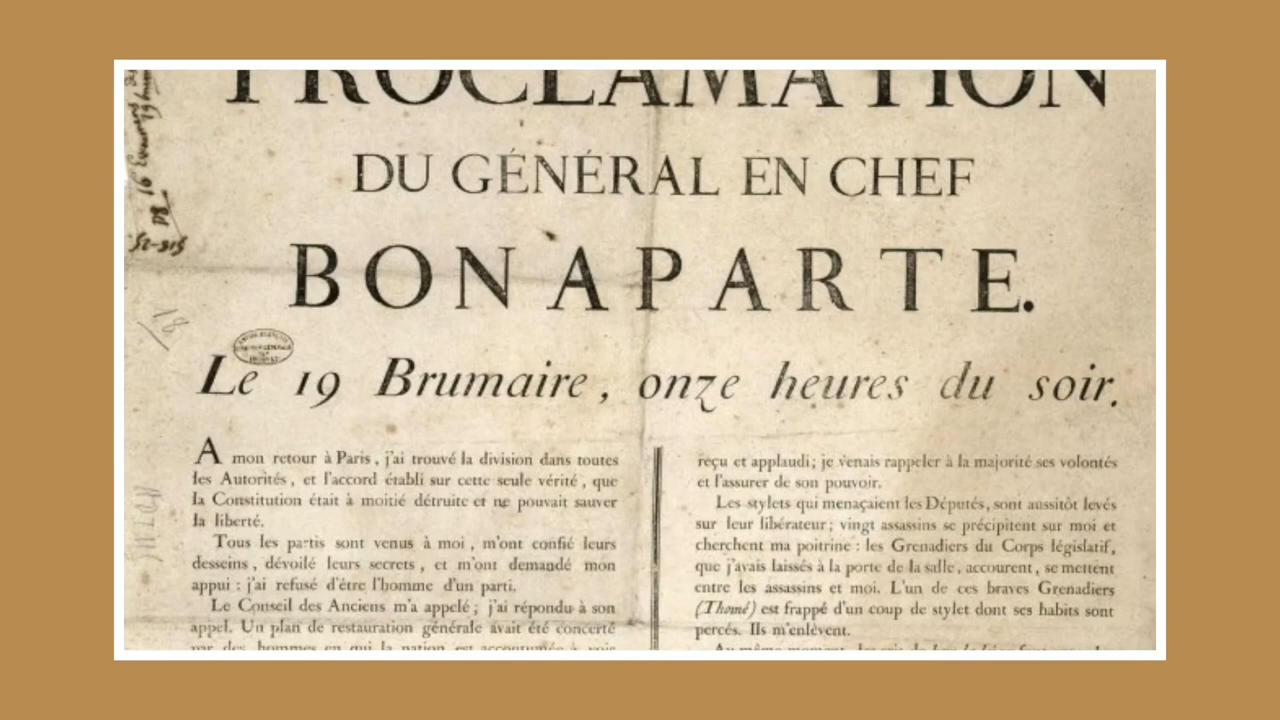 PROCLAMATION
DU GÉNÉRAL EN CHEF
BONAPARTE.
Le 19 Brumaire, onze heures du soir.
A mon retour à Paris, j'ai trouvé la division dans toutes
les Autorités, et l'accord établi sur cette seule vérité, que
la Constitution était à moitié détruite et ne pouvait sauver
la liberté.
Tous les partis sont venus à moi, m'ont confié leurs
desseins, dévoilé leurs secrets, et m'ont demandé mon
appui : j'ai refusé d'être l'homme d'un parti.
Le Conseil des Anciens m'a appelé; j'ai répondu à son
appel. Un plan de restauration générale avait été concerté
par des hommes en qui la nation est accoutumée à voir
reçu et applaudi; je venais rappeler à la majorité ses volontés
et l'assurer de son pouvoir.
Les stylets qui menaçaient les Députés, sont aussitôt levés
sur leur libérateur; vingt assassins se précipitent sur moi et
cherchent ma poitrine : les Grenadiers du Corps législatif,
que j'avais laissés à la porte de la salle, accourent, se mettent
entre les assassins et moi. L'un de ces braves Grenadiers
(Thomé) est frappé d'un coup de stylet dont ses habits sont
percés. Ils m'enlèvent.
Au même moment, les cris de
18